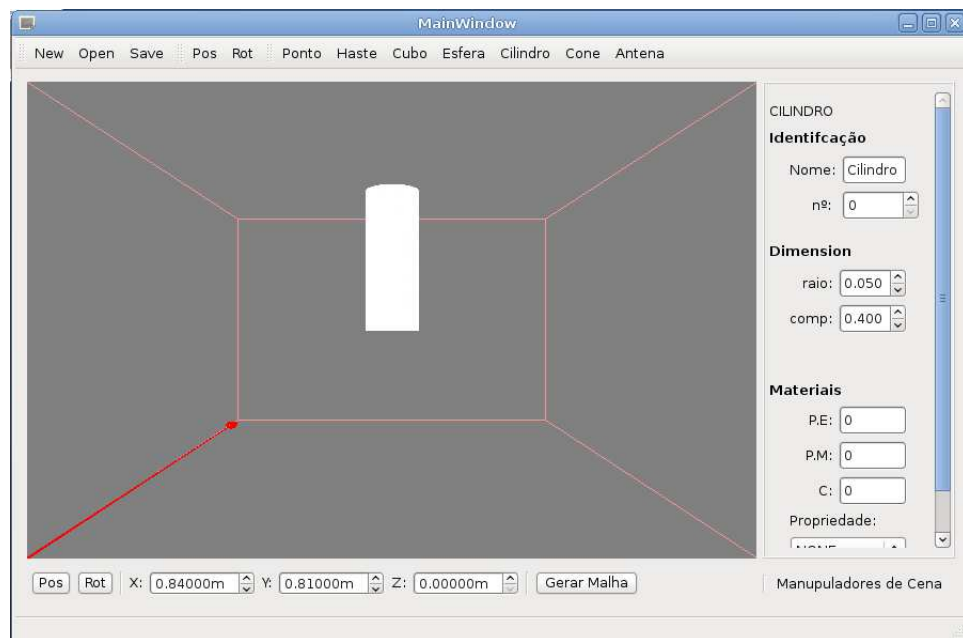 MainWindow
New Open Save Pos Rot Ponto Haste Cubo Esfera Cilindro Cone Antena
CILINDRO
Identifcação
Nome: Cilindro
nº: 0
Dimension
raio: 0.050
comp: 0.400
Materiais
P.E: 0
P.M: 0
C: 0
Propriedade:
NONE
Pos Rot X: 0.84000m Y: 0.81000m Z: 0.00000m Gerar Malha Manupuladores de Cena